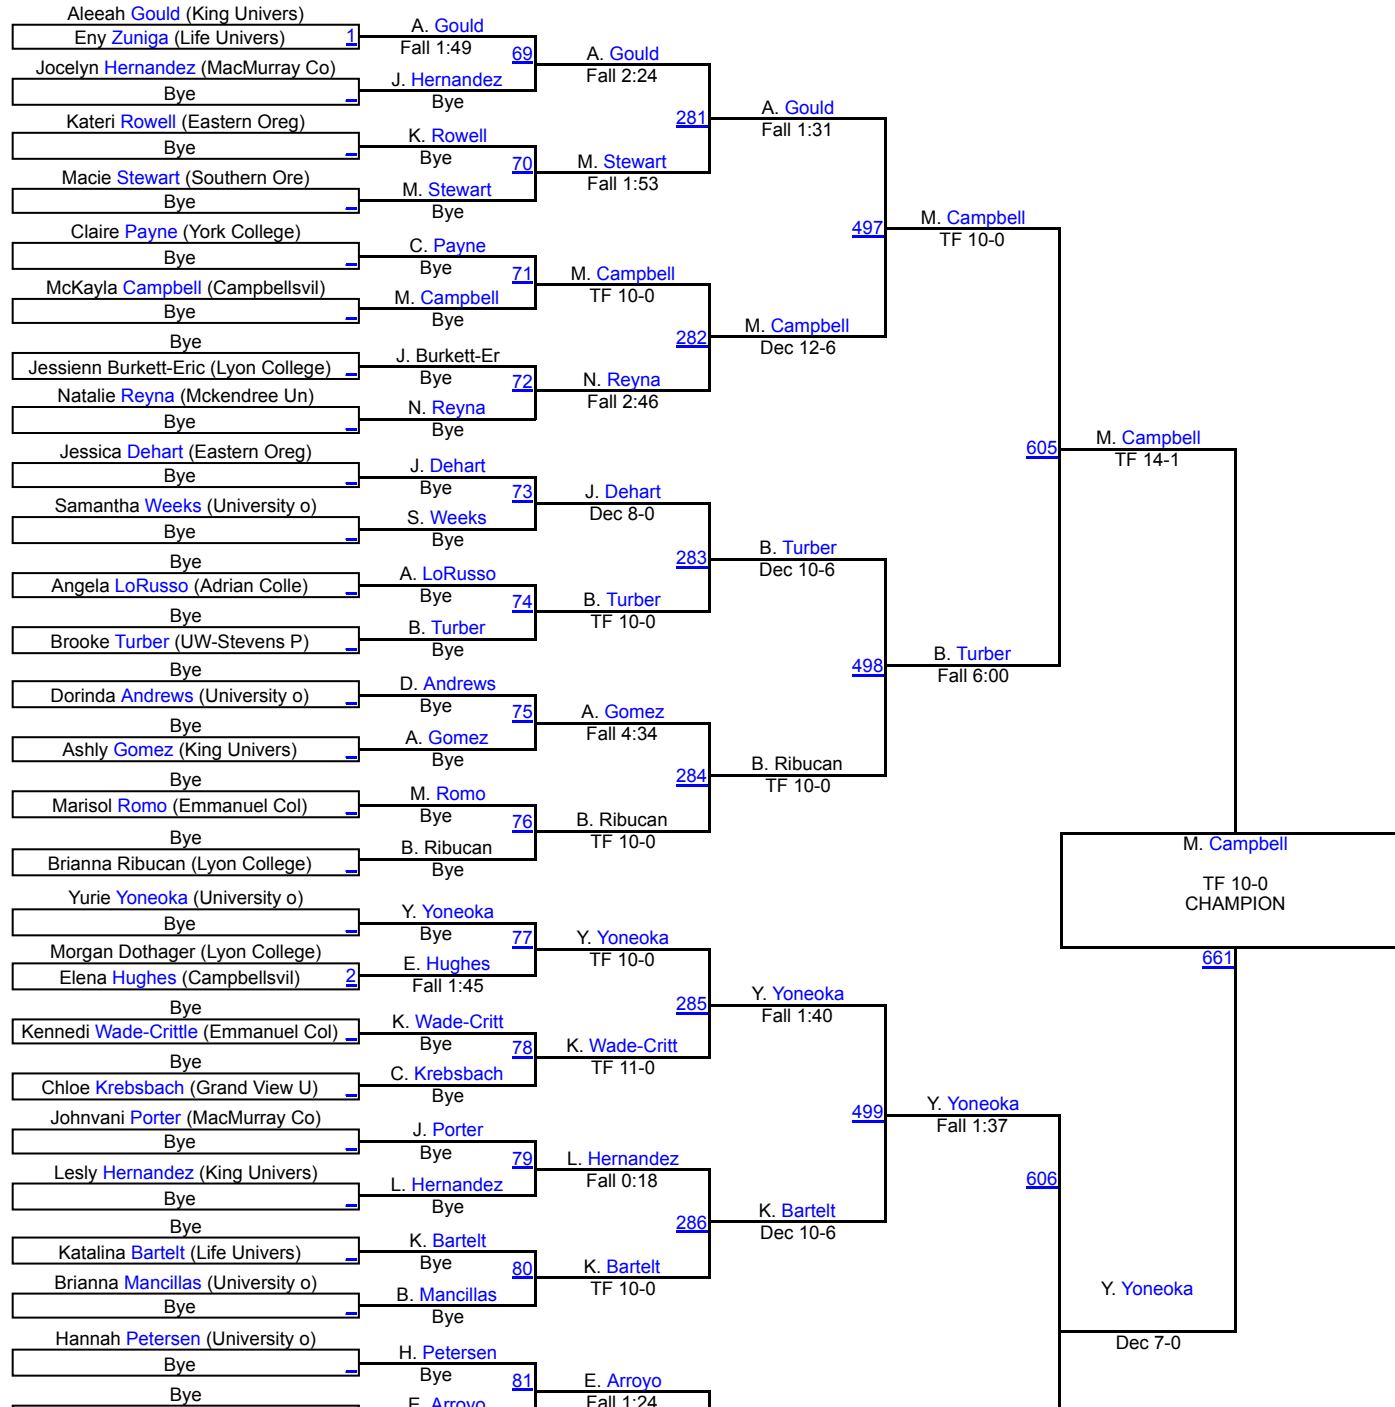 Aleeah Gould (King Univers)
Eny Zuniga (Life Univers) 1
Jocelyn Hernandez (MacMurray Co)
Bye
Kateri Rowell (Eastern Oreg)
Bye
Macie Stewart (Southern Ore)
Bye
Claire Payne (York College)
Bye
McKayla Campbell (Campbellsvil)
Bye
Bye
Jessienn Burkett-Eric (Lyon College)
Natalie Reyna (Mckendree Un)
Bye
Jessica Dehart (Eastern Oreg)
Bye
Samantha Weeks (University o)
Bye
Bye
Angela LoRusso (Adrian Colle)
Bye
Brooke Turber (UW-Stevens P)
Bye
Dorinda Andrews (University o)
Bye
Ashly Gomez (King Univers)
Bye
Marisol Romo (Emmanuel Col)
Bye
Brianna Ribucan (Lyon College)
Yurie Yoneoka (University o)
Bye
Morgan Dothager (Lyon College)
Elena Hughes (Campbellsvil) 2
Bye
Kennedi Wade-Crittle (Emmanuel Col)
Bye
Chloe Krebsbach (Grand View U)
Johnvani Porter (MacMurray Co)
Bye
Lesly Hernandez (King Univers)
Bye
Bye
Katalina Bartelt (Life Univers)
Brianna Mancillas (University o)
Bye
Hannah Petersen (University o)
Bye
Bye
A. Gould
Fall 1:49
69
J. Hernandez
Bye
K. Rowell
Bye
70
M. Stewart
Bye
C. Payne
Bye
71
M. Campbell
Bye
J. Burkett-Er
Bye
72
N. Reyna
Bye
J. Dehart
Bye
73
S. Weeks
Bye
A. LoRusso
Bye
74
B. Turber
Bye
D. Andrews
Bye
75
A. Gomez
Bye
M. Romo
Bye
76
B. Ribucan
Bye
Y. Yoneoka
Bye
77
E. Hughes
Fall 1:45
K. Wade-Critt
Bye
78
C. Krebsbach
Bye
J. Porter
Bye
79
L. Hernandez
Bye
K. Bartelt
Bye
80
B. Mancillas
Bye
H. Petersen
Bye
81
E. Arroyo
A. Gould
Fall 2:24
281
M. Stewart
Fall 1:53
M. Campbell
TF 10-0
282
N. Reyna
Fall 2:46
J. Dehart
Dec 8-0
283
B. Turber
TF 10-0
A. Gomez
Fall 4:34
284
B. Ribucan
TF 10-0
Y. Yoneoka
TF 10-0
285
K. Wade-Critt
TF 11-0
L. Hernandez
Fall 0:18
286
K. Bartelt
TF 10-0
E. Arroyo
Fall 1:24
A. Gould
Fall 1:31
497
M. Campbell
Dec 12-6
B. Turber
Dec 10-6
498
B. Ribucan
TF 10-0
Y. Yoneoka
Fall 1:40
499
K. Bartelt
Dec 10-6
M. Campbell
TF 10-0
605
B. Turber
Fall 6:00
Y. Yoneoka
Fall 1:37
606
M. Campbell
TF 14-1
M. Campbell
TF 10-0
CHAMPION
661
Y. Yoneoka
Dec 7-0